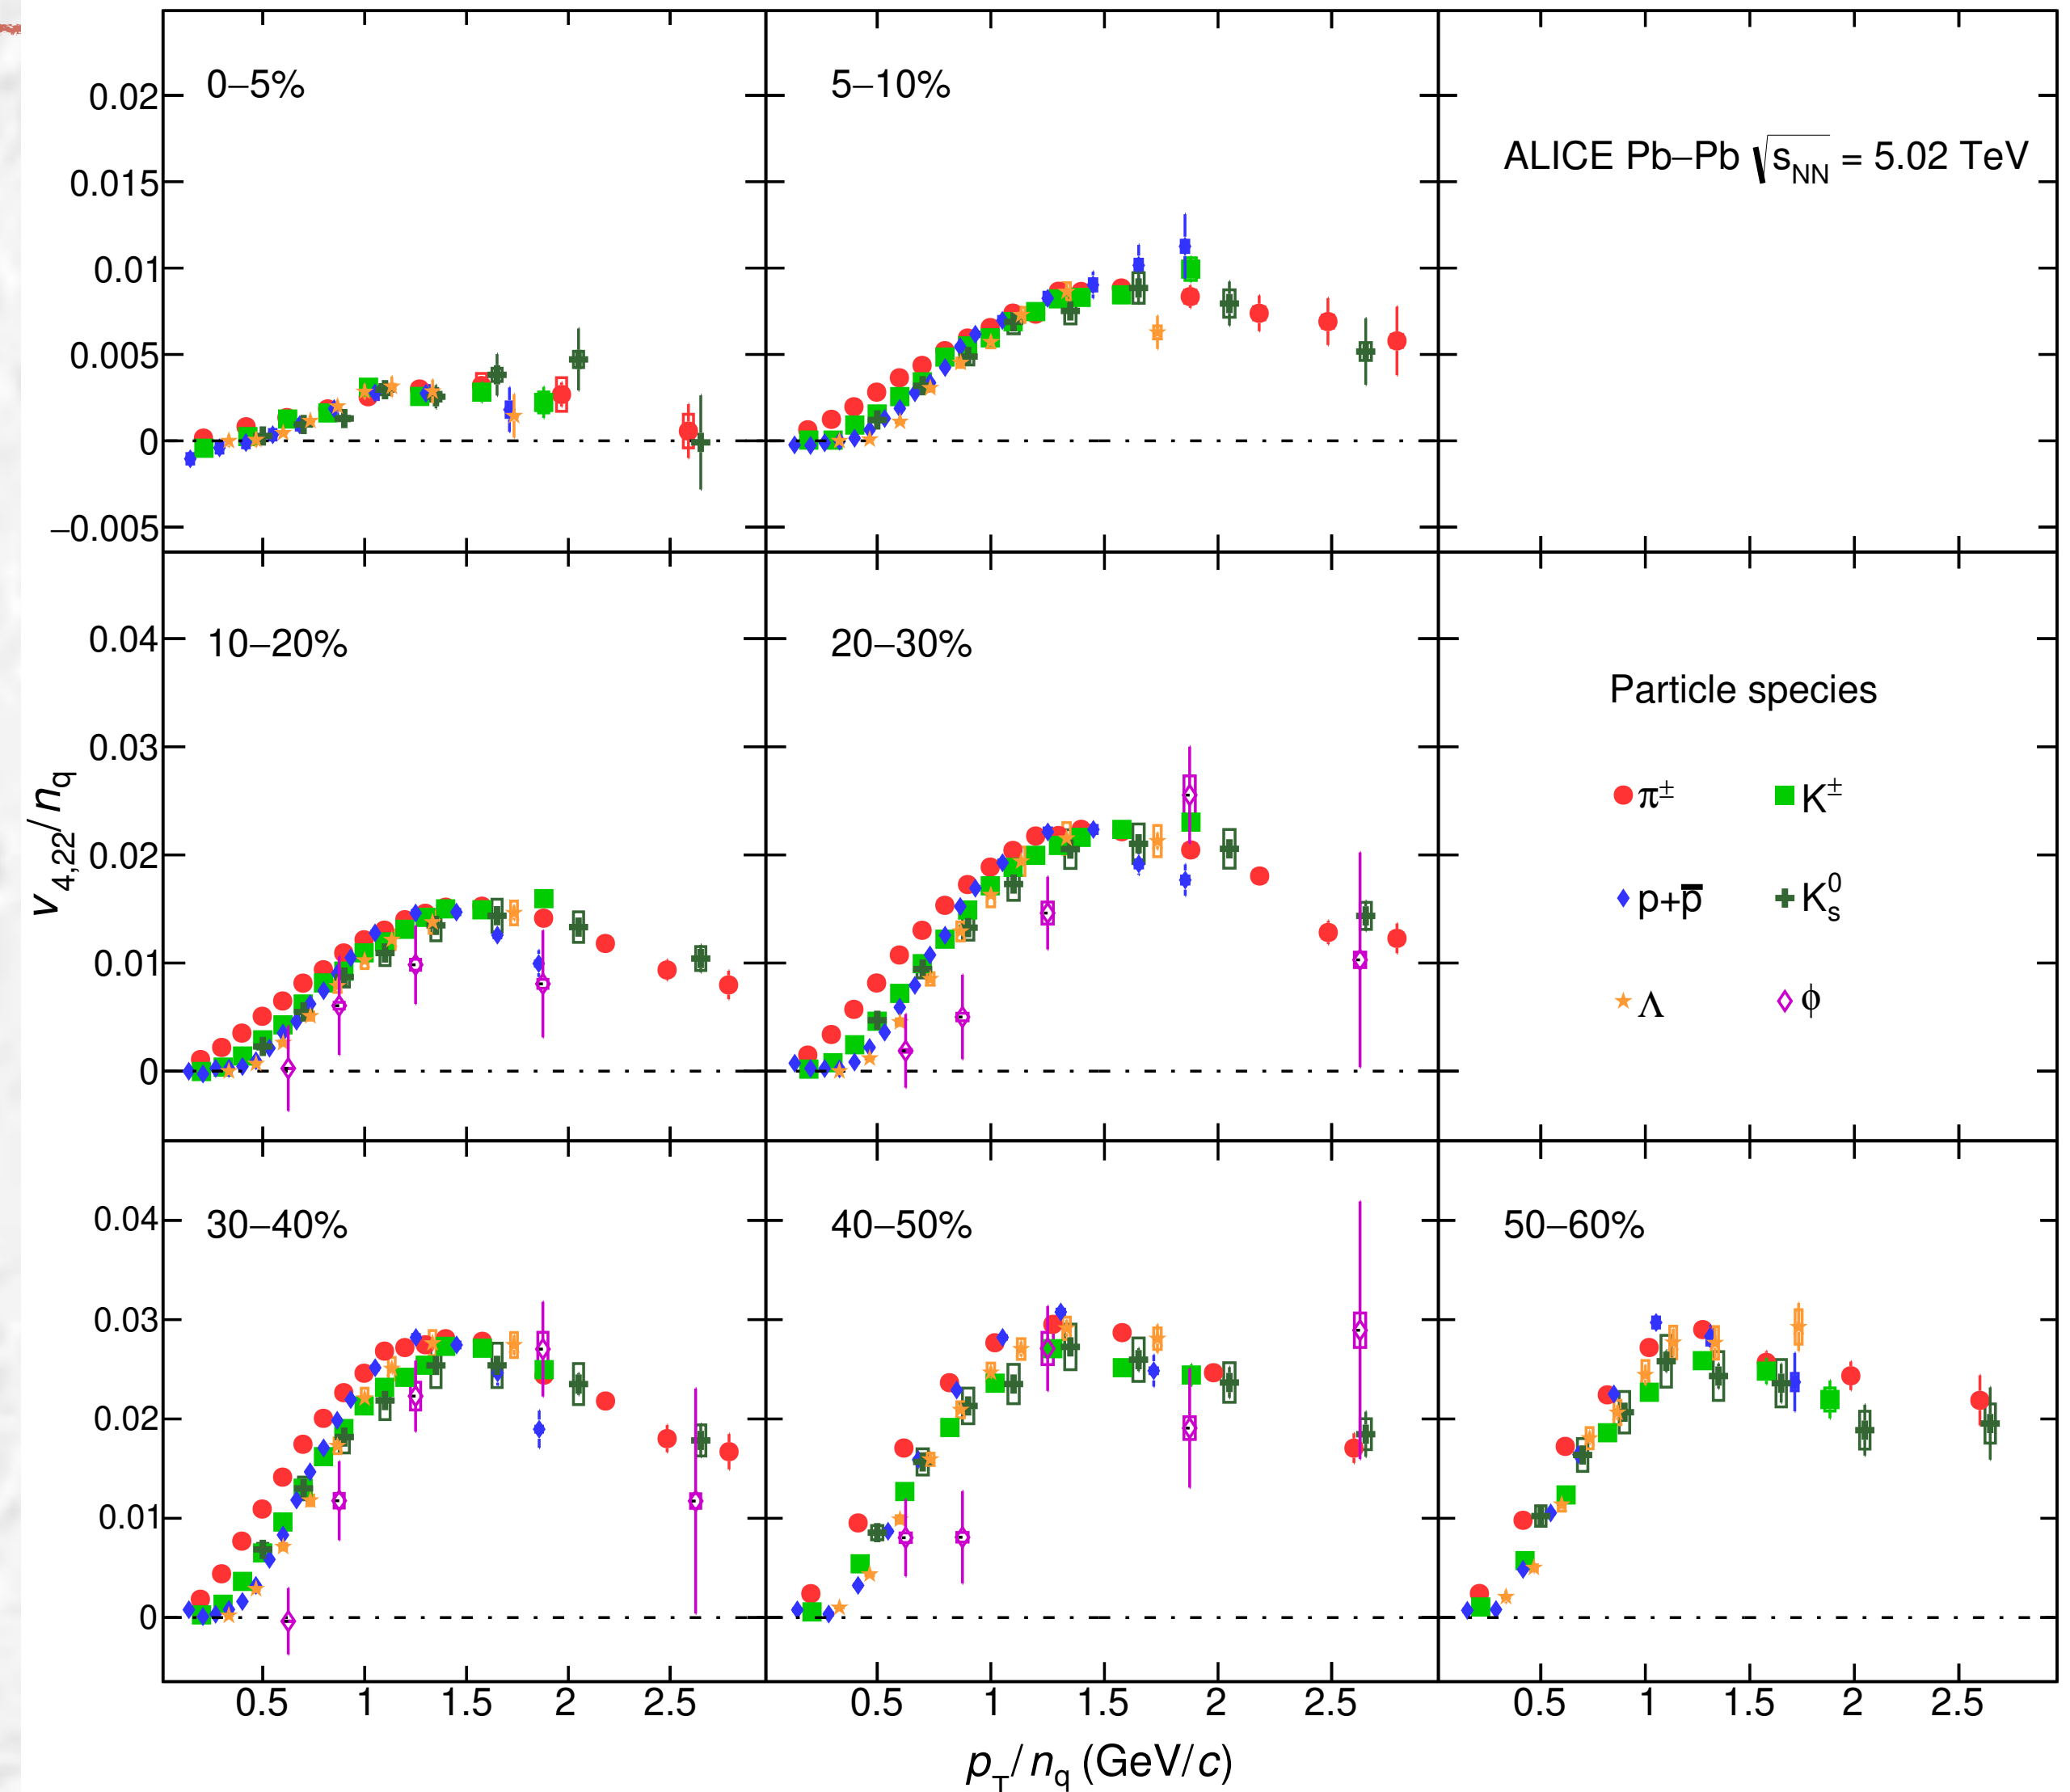 0–5%
5–10%
ALICE Pb–Pb √sNN = 5.02 TeV
0.02
0.015
0.01
0.005
0
−0.005
10–20%
20–30%
Particle species
π±
K±
p+p̅
K0s
Λ
ϕ
0.04
0.03
0.02
0.01
0
v4,22/nq
30–40%
40–50%
50–60%
0.04
0.03
0.02
0.01
0
0.5 1 1.5 2 2.5
0.5 1 1.5 2 2.5
0.5 1 1.5 2 2.5
pT/nq (GeV/c)